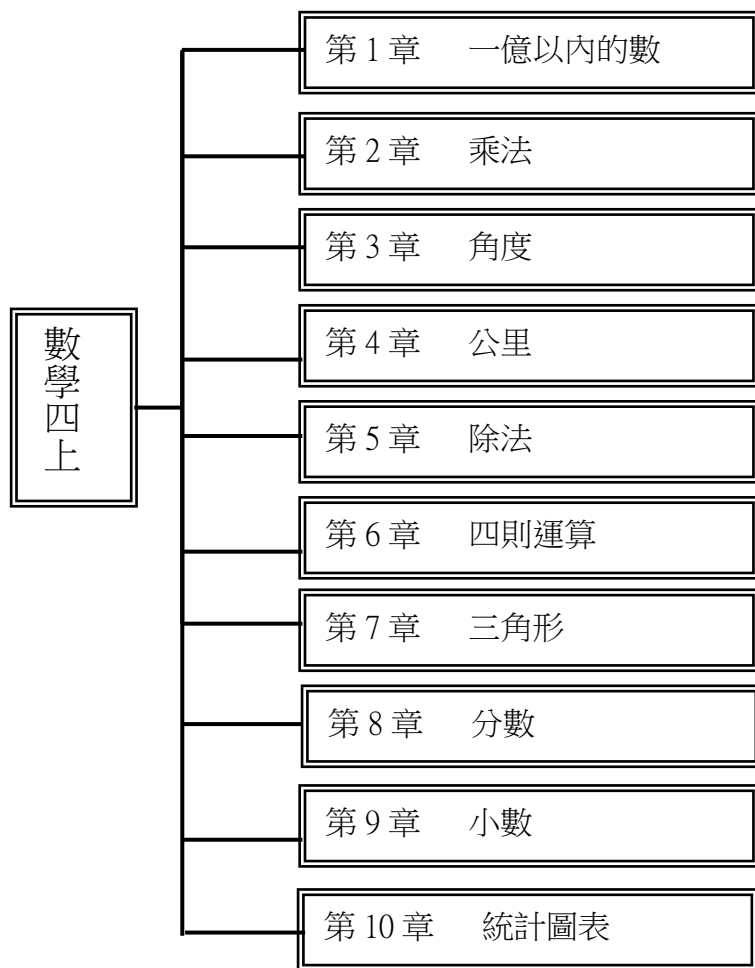 數學四上
第 1 章 一億以內的數
第 2 章 乘法
第 3 章 角度
第 4 章 公里
第 5 章 除法
第 6 章 四則運算
第 7 章 三角形
第 8 章 分數
第 9 章 小數
第 10 章 統計圖表